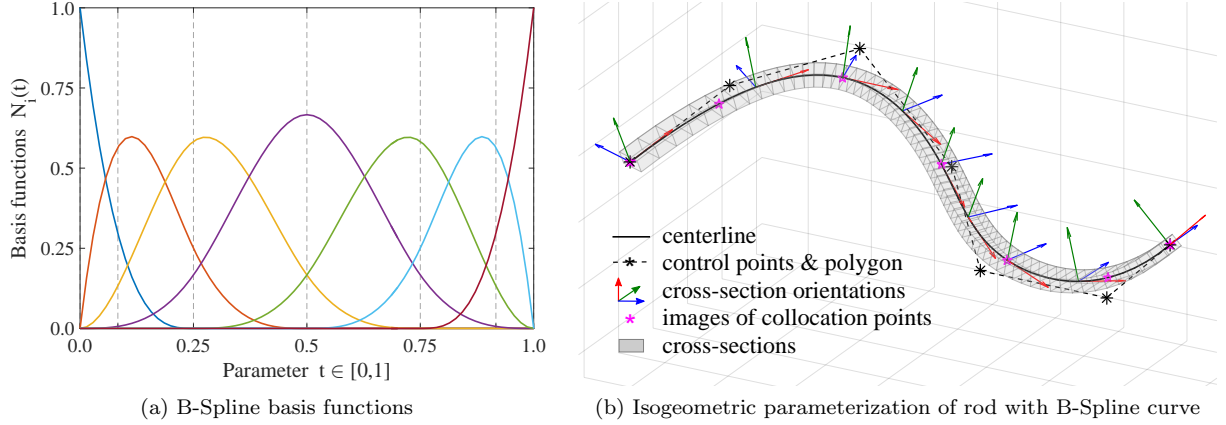 1.0
0.75
0.5
0.25
0.0
Basis functions N_i(t)
0.0 0.25 0.5 0.75 1.0
Parameter t ∈ [0,1]
(a) B-Spline basis functions
centerline
control points & polygon
cross-section orientations
images of collocation points
cross-sections
(b) Isogeometric parameterization of rod with B-Spline curve